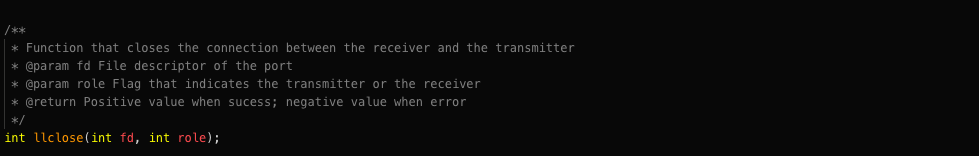 /**
 * Function that closes the connection between the receiver and the transmitter
 * @param fd File descriptor of the port
 * @param role Flag that indicates the transmitter or the receiver
 * @return Positive value when sucess; negative value when error
 */
int llclose(int fd, int role);